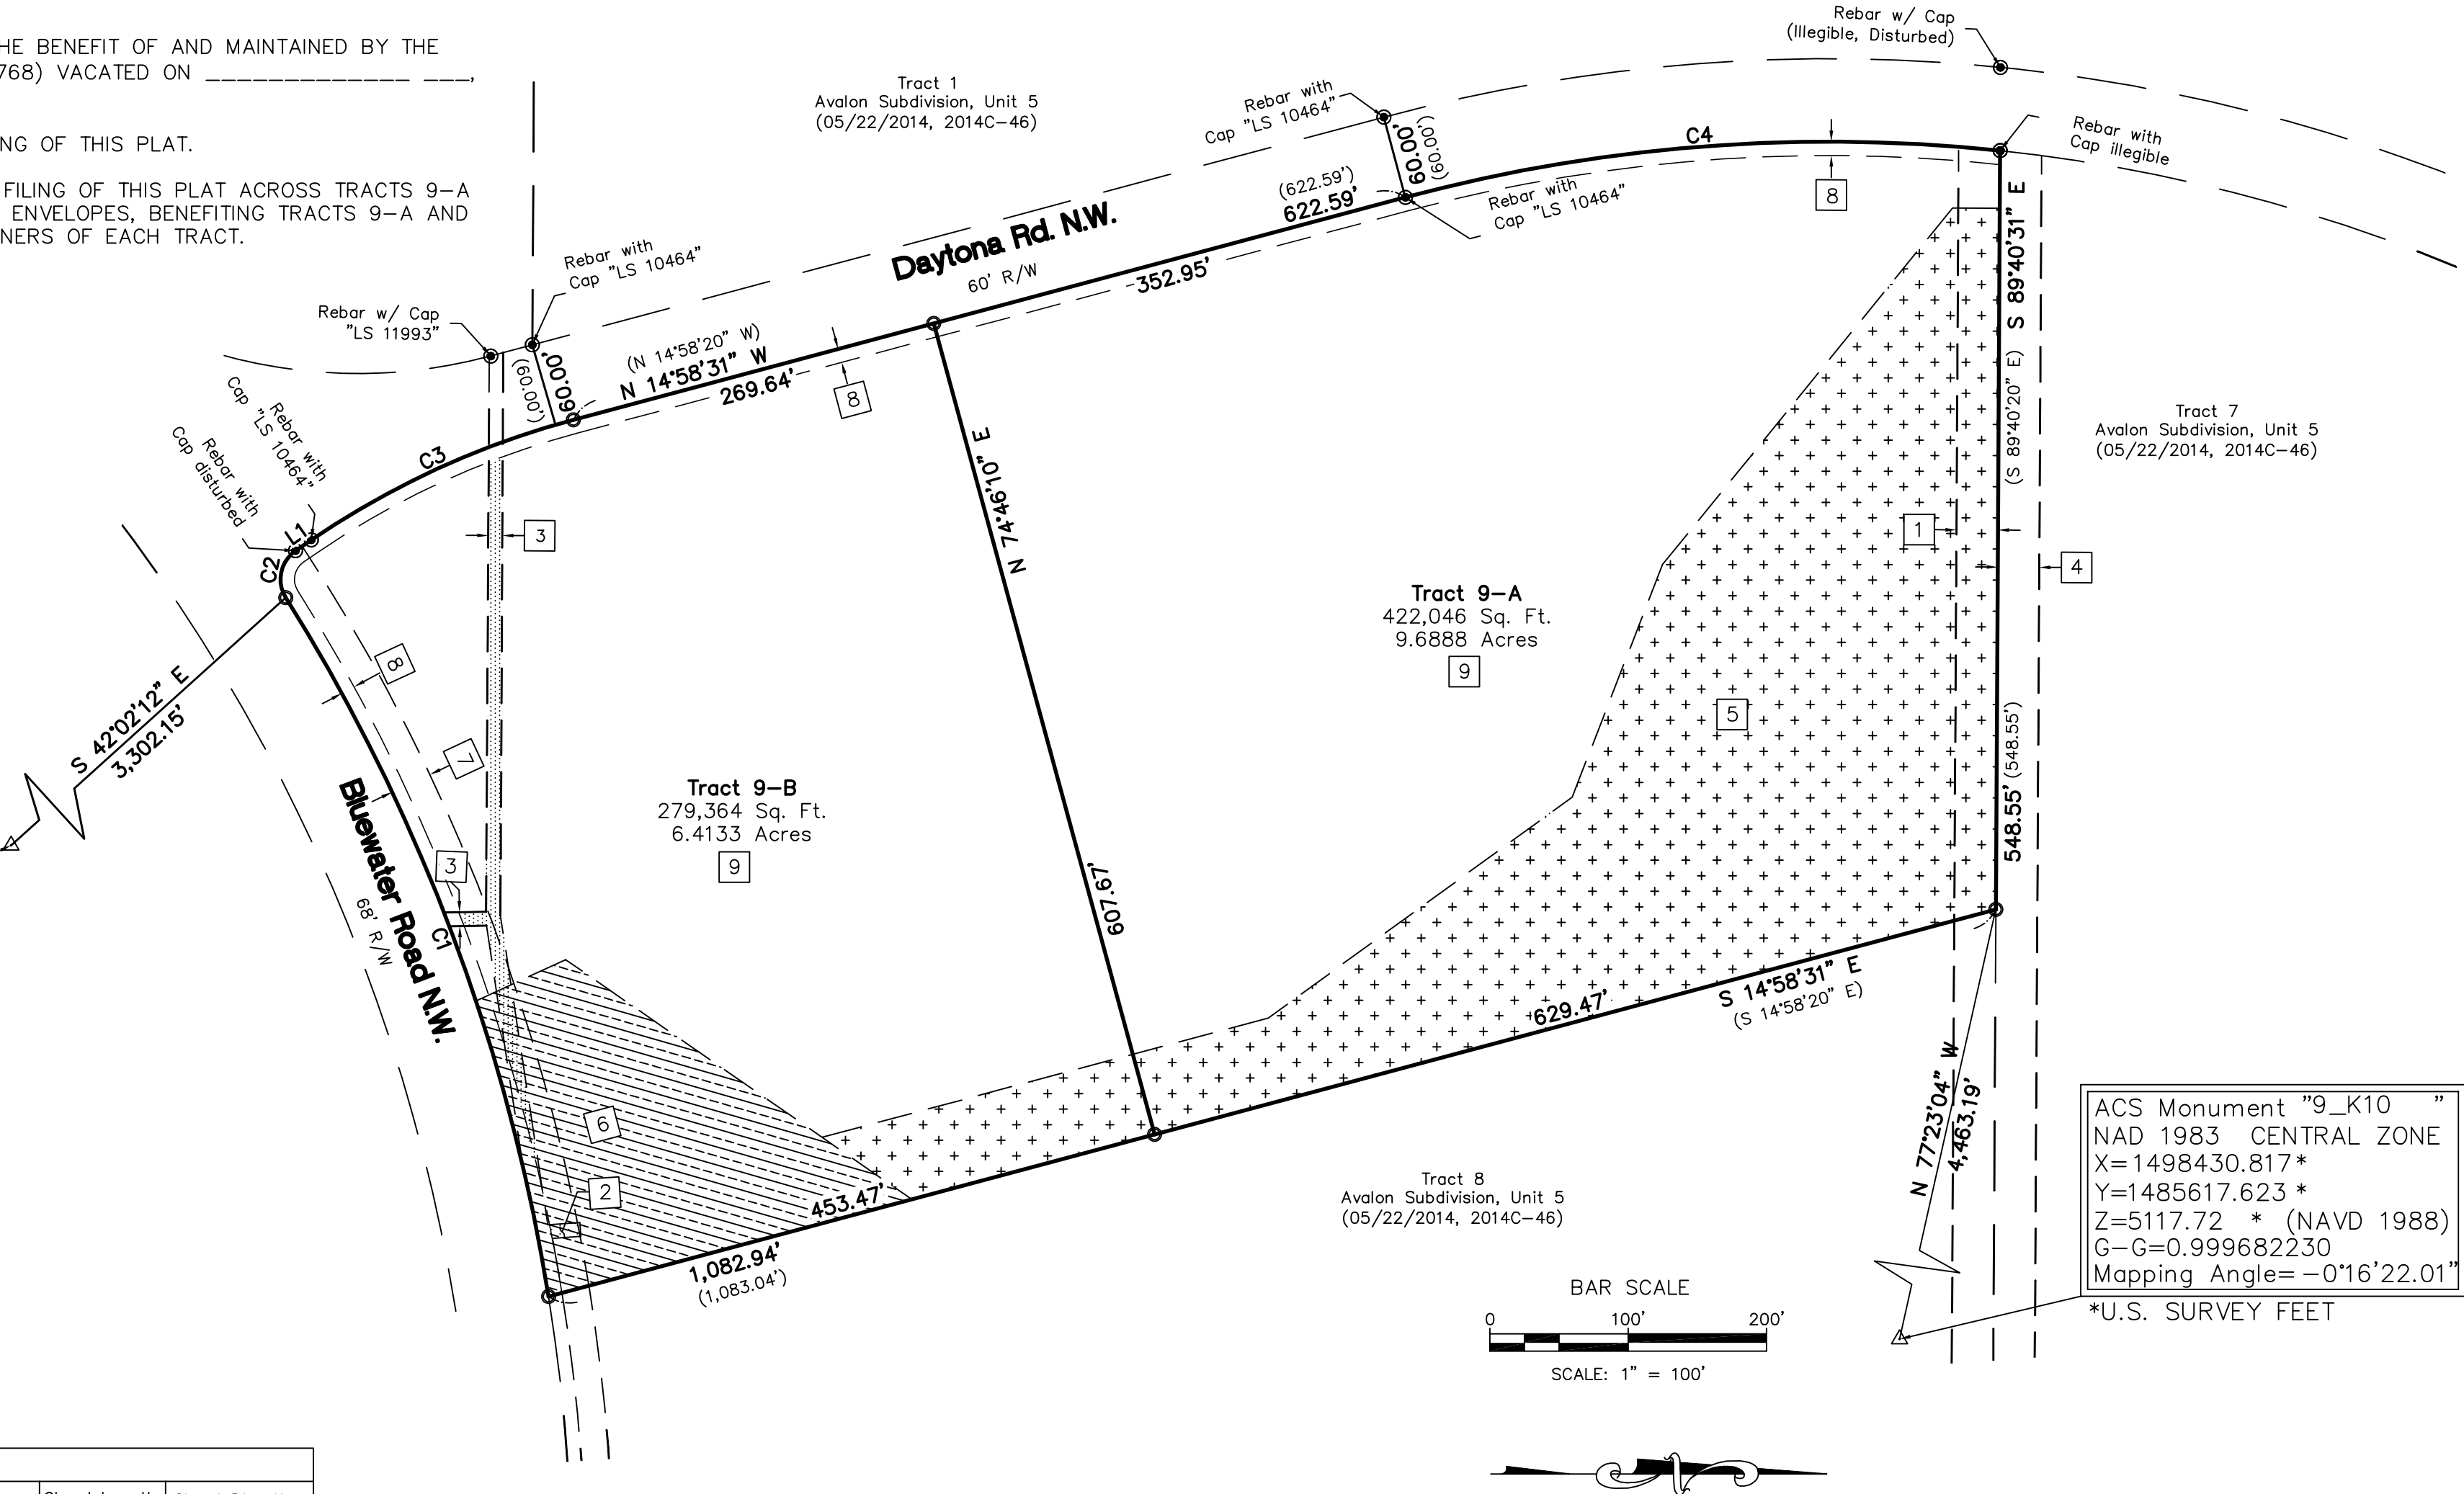 HE BENEFIT OF AND MAINTAINED BY THE
768) VACATED ON _____________ ___,
NG OF THIS PLAT.
FILING OF THIS PLAT ACROSS TRACTS 9-A
ENVELOPES, BENEFITING TRACTS 9-A AND
NERS OF EACH TRACT.
Tract 1
Avalon Subdivision, Unit 5
(05/22/2014, 2014C-46)
Rebar w/ Cap
(Illegible, Disturbed)
Rebar with
Cap "LS 10464"
60.00'
(60.00')
C4
Rebar with
Cap illegible
(622.59')
622.59'
Rebar with
Cap "LS 10464"
8
Daytona Rd. N.W.
60' R/W
352.95'
Rebar with
Cap "LS 10464"
Rebar w/ Cap
"LS 11993"
60.00'
(60.00')
(N 14°58'20" W)
N 14°58'31" W
269.64'
8
Rebar with
Cap "LS 10464"
Rebar with
Cap disturbed
C3
L1
C2
3
N 74°46'10" E
607.67'
S 89°40'31" E
(S 89°40'20" E)
548.55' (548.55')
Tract 7
Avalon Subdivision, Unit 5
(05/22/2014, 2014C-46)
1
4
Tract 9-A
422,046 Sq. Ft.
9.6888 Acres
9
5
S 42°02'12" E
3,302.15'
8
7
Tract 9-B
279,364 Sq. Ft.
6.4133 Acres
9
3
C1
Bluewater Road N.W.
68' R/W
6
2
453.47'
1,082.94'
(1,083.04')
629.47'
S 14°58'31" E
(S 14°58'20" E)
Tract 8
Avalon Subdivision, Unit 5
(05/22/2014, 2014C-46)
N 77°23'04" W
4,463.19'
ACS Monument "9_K10 "
NAD 1983 CENTRAL ZONE
X=1498430.817*
Y=1485617.623 *
Z=5117.72 * (NAVD 1988)
G-G=0.999682230
Mapping Angle= -0°16'22.01"
*U.S. SURVEY FEET
BAR SCALE
0 100' 200'
SCALE: 1" = 100'